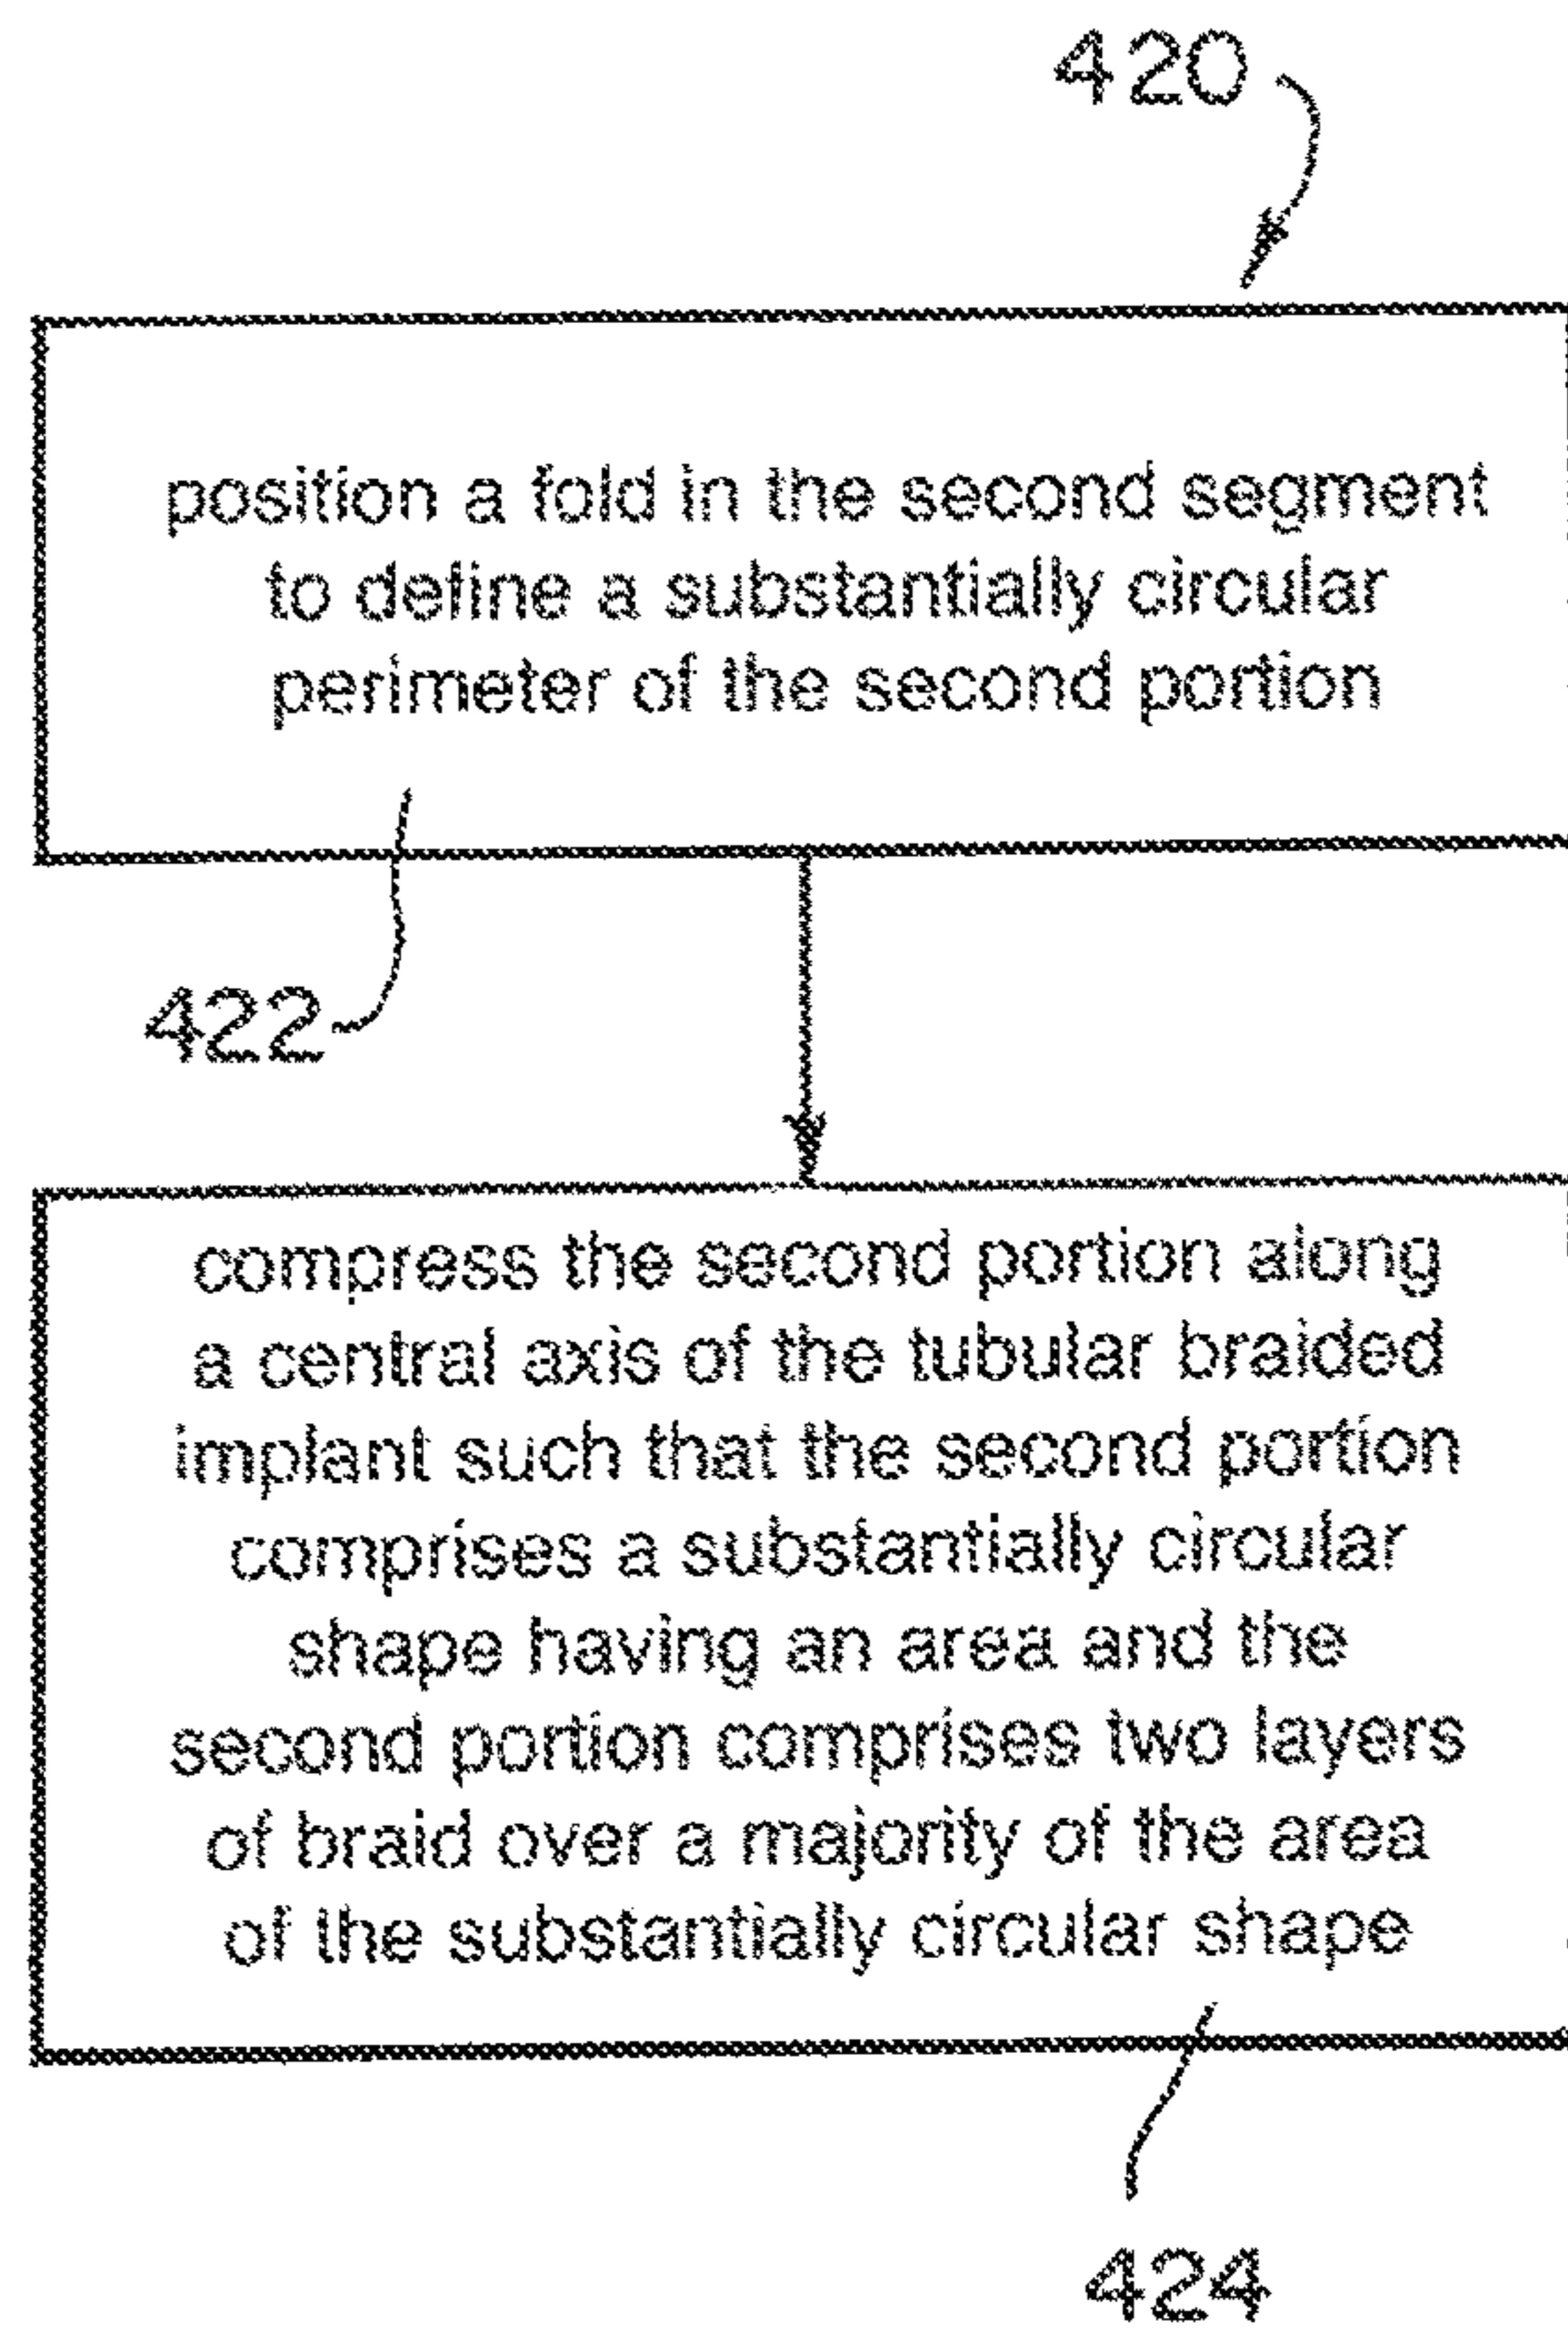 420
position a fold in the second segment
to define a substantially circular
perimeter of the second portion
422
compress the second portion along
a central axis of the tubular braided
implant such that the second portion
comprises a substantially circular
shape having an area and the
second portion comprises two layers
of braid over a majority of the area
of the substantially circular shape
424